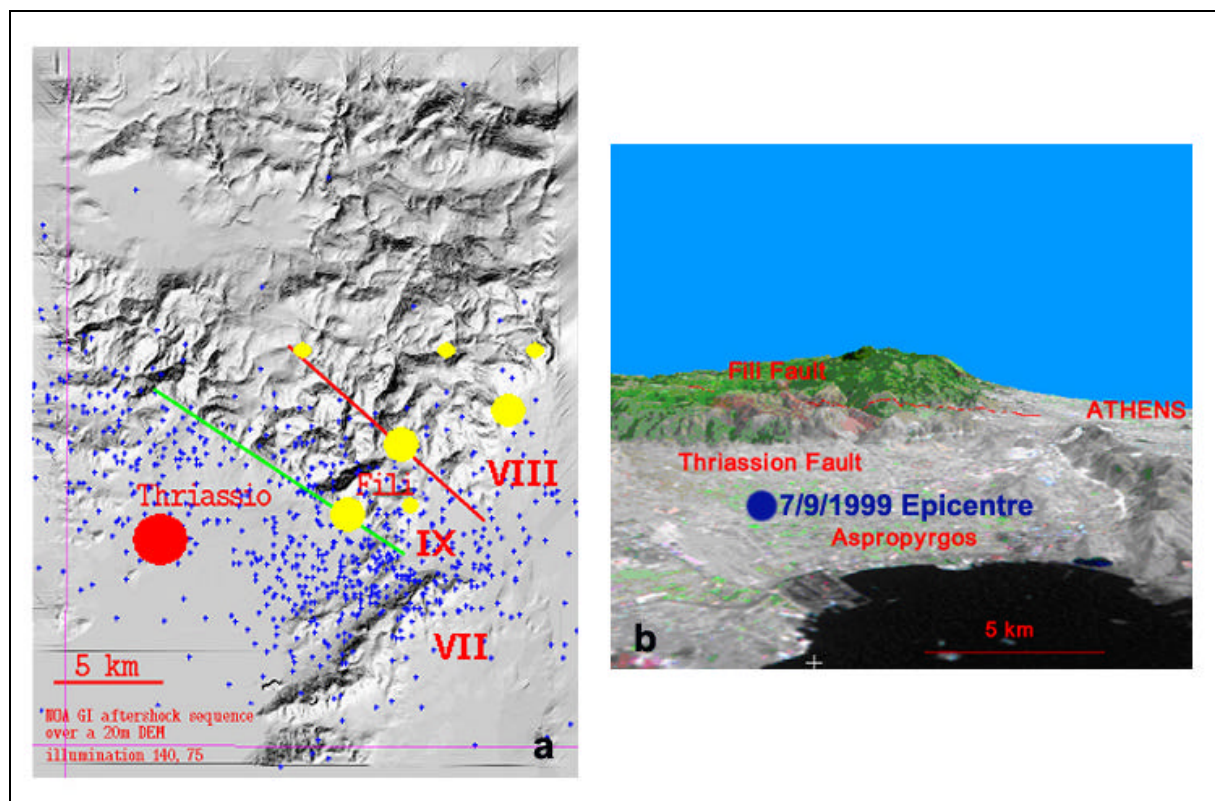 Thriassio
Fili
VIII
IX
VII
5 km
NOA GI aftershock sequence
over a 20m DEM
illumination 140, 75
a
Fili Fault
ATHENS
Thriassion Fault
7/9/1999 Epicentre
Aspropyrgos
5 km
b